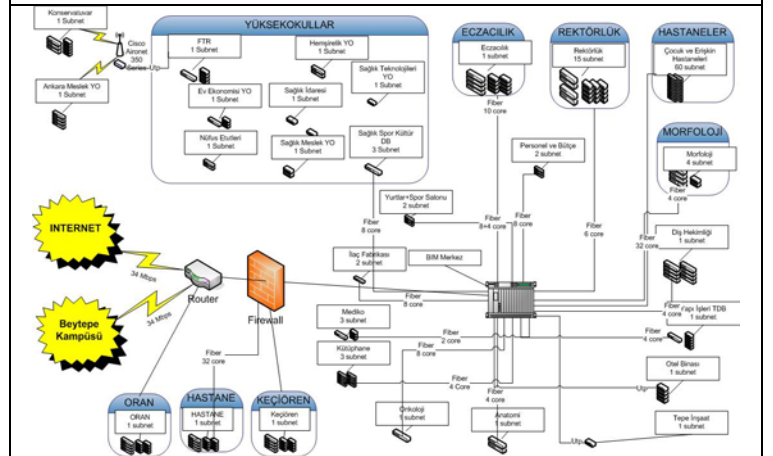 Konservatuvar
1 Subnet
Cisco
Aironet
350
Series-Utp
Ankara Meslek YO
1 Subnet
YÜKSEKOKULLAR
FTR
1 Subnet
Hemşirelik YO
1 Subnet
Sağlık Teknolojileri
YO
1 Subnet
Ev Ekonomisi YO
1 Subnet
Sağlık İdaresi
1 Subnet
Nüfus Etutleri
1 Subnet
Sağlık Meslek YO
1 Subnet
Sağlık Spor Kültür
DB
3 Subnet
ECZACILIK
Eczacılık
1 subnet
Fiber
10 core
REKTÖRLÜK
Rektörlük
15 subnet
HASTANELER
Çocuk ve Erişkin
Hastaneleri
60 subnet
MORFOLOJİ
Morfoloji
4 subnet
Fiber
4 core
Personel ve Bütçe
2 subnet
Yurtlar+Spor Salonu
2 subnet
Fiber
8 core
Fiber
8+4 core
Fiber
8 core
Fiber
6 core
Fiber
32 core
Diş Hekimliği
1 subnet
INTERNET
34 Mbps
Beytepe
Kampüsü
34 Mbps
Router
Firewall
İlaç Fabrikası
2 subnet
BIM Merkez
Fiber
8 core
Mediko
3 subnet
Fiber
2 core
Fiber
4 core
Yapı İşleri TDB
1 subnet
Fiber
4 core
Kütüphane
3 subnet
Fiber
8 core
Fiber
4 Core
Fiber
32 core
Otel Binası
1 subnet
Utp
Fiber
4 core
ORAN
ORAN
1 subnet
HASTANE
HASTANE
1 subnet
KEÇİÖREN
Keçiören
1 subnet
Onkoloji
1 subnet
Anatomi
1 subnet
Utp
Tepe İnşaat
1 subnet